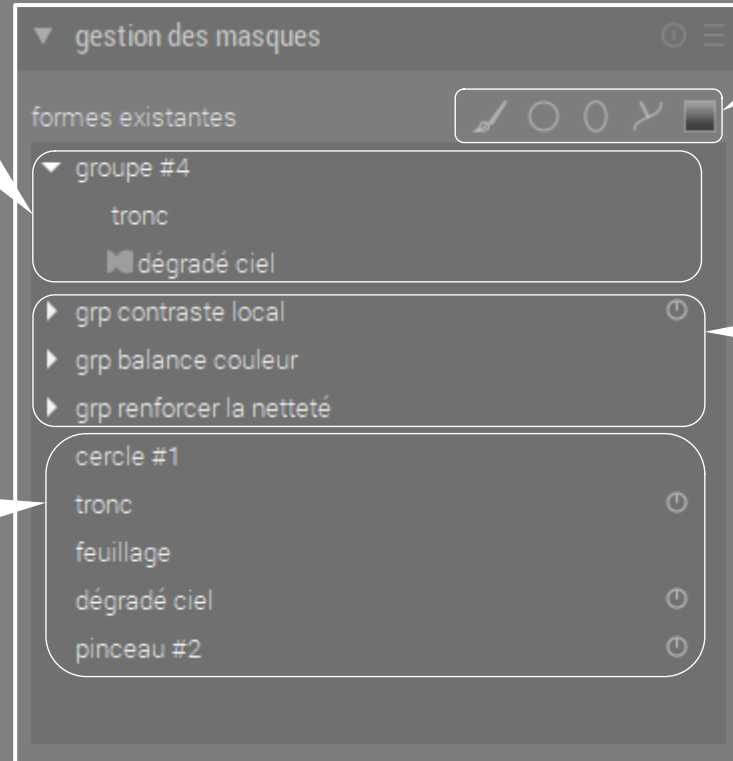 gestion des masques
formes existantes
groupe #4
tronc
dégradé ciel
grp contraste local
grp balance couleur
grp renforcer la netteté
cercle #1
tronc
feuillage
dégradé ciel
pinceau #2